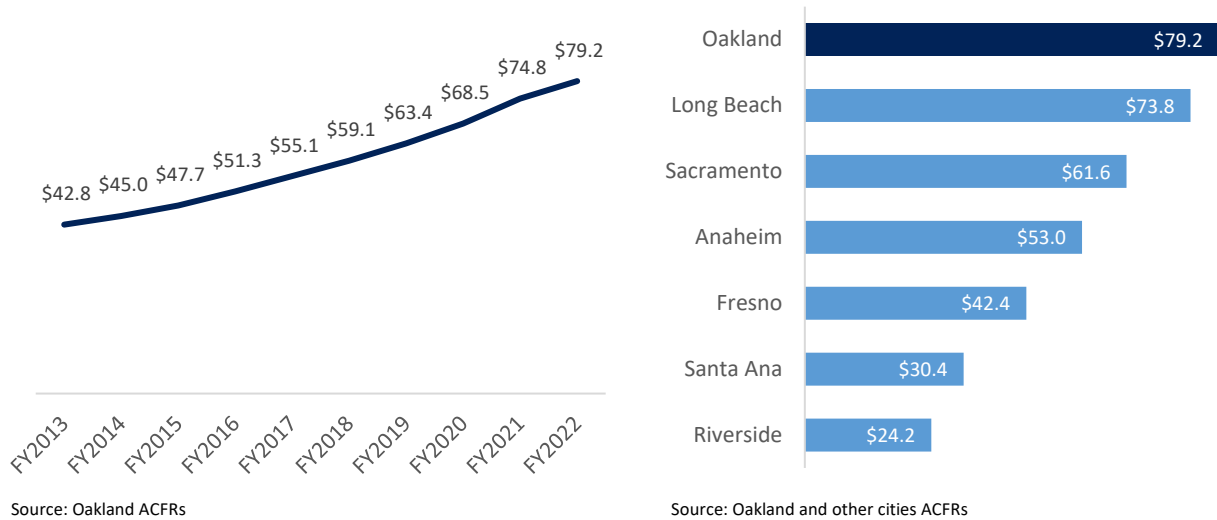 $42.8
$45.0
$47.7
$51.3
$55.1
$59.1
$63.4
$68.5
$74.8
$79.2
FY2013
FY2014
FY2015
FY2016
FY2017
FY2018
FY2019
FY2020
FY2021
FY2022
Source: Oakland ACFRs
Oakland $79.2
Long Beach $73.8
Sacramento $61.6
Anaheim $53.0
Fresno $42.4
Santa Ana $30.4
Riverside $24.2
Source: Oakland and other cities ACFRs